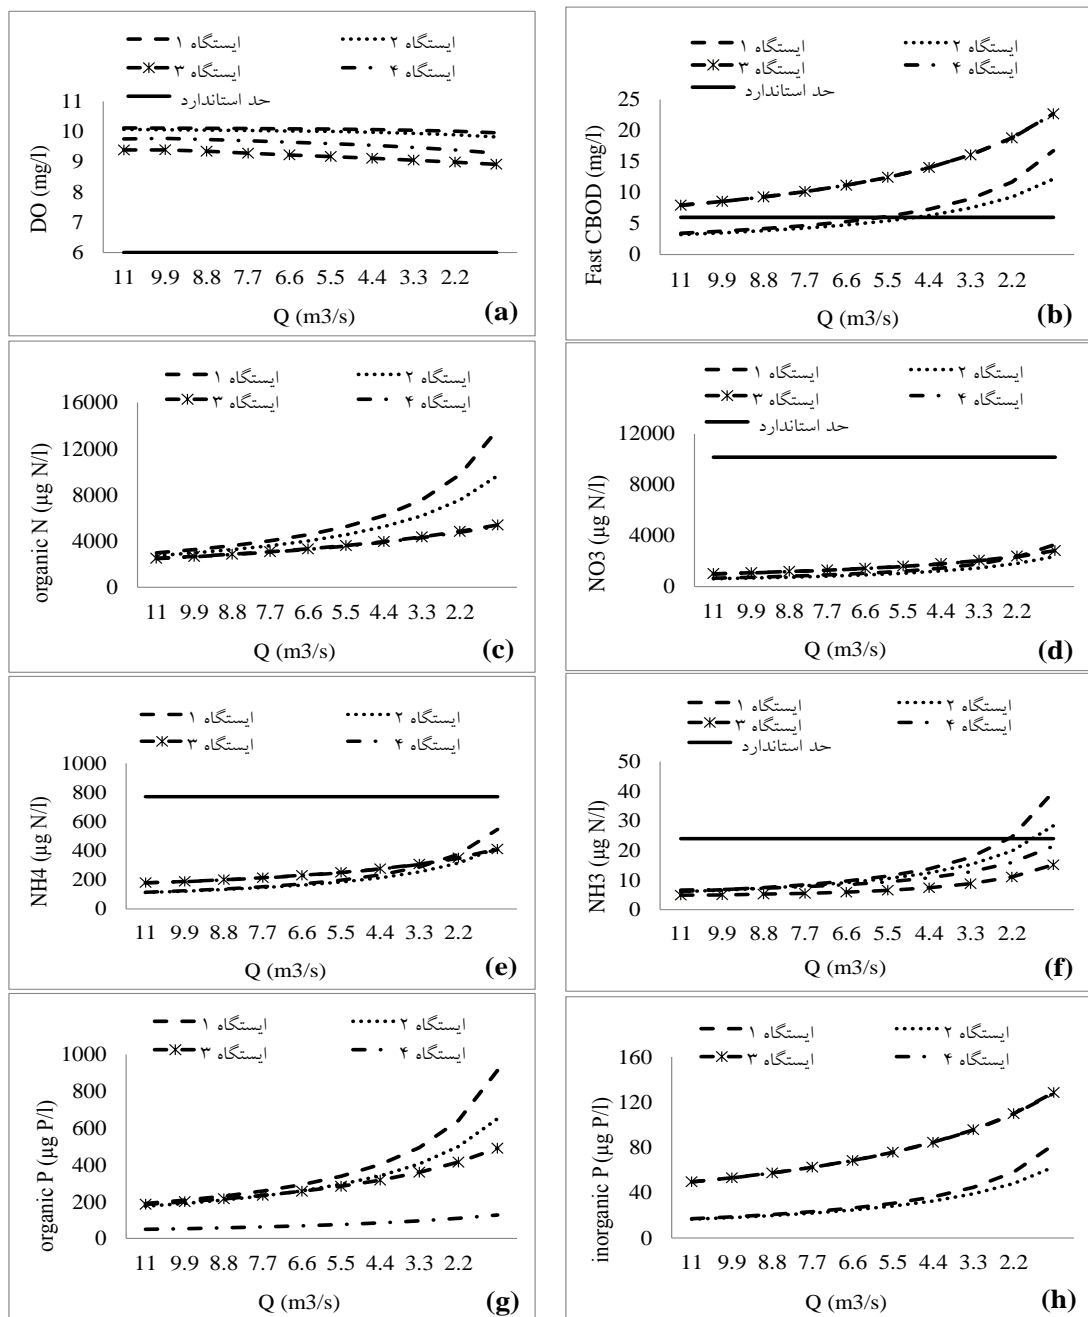 ایستگاه ۱
ایستگاه ۲
ایستگاه ۳
ایستگاه ۴
حد استاندارد
11
10
9
8
7
6
DO (mg/l)
11 9.9 8.8 7.7 6.6 5.5 4.4 3.3 2.2
Q (m3/s)
(a)
ایستگاه ۱
ایستگاه ۲
ایستگاه ۳
ایستگاه ۴
حد استاندارد
25
20
15
10
5
0
Fast CBOD (mg/l)
11 9.9 8.8 7.7 6.6 5.5 4.4 3.3 2.2
Q (m3/s)
(b)
ایستگاه ۱
ایستگاه ۲
ایستگاه ۳
ایستگاه ۴
16000
12000
8000
4000
0
organic N (µg N/l)
11 9.9 8.8 7.7 6.6 5.5 4.4 3.3 2.2
Q (m3/s)
(c)
ایستگاه ۱
ایستگاه ۲
ایستگاه ۳
ایستگاه ۴
حد استاندارد
12000
8000
4000
0
NO3 (µg N/l)
11 9.9 8.8 7.7 6.6 5.5 4.4 3.3 2.2
Q (m3/s)
(d)
ایستگاه ۱
ایستگاه ۲
ایستگاه ۳
ایستگاه ۴
1000
800
600
400
200
0
NH4 (µg N/l)
11 9.9 8.8 7.7 6.6 5.5 4.4 3.3 2.2
Q (m3/s)
(e)
ایستگاه ۱
ایستگاه ۲
ایستگاه ۳
ایستگاه ۴
حد استاندارد
50
40
30
20
10
0
NH3 (µg N/l)
11 9.9 8.8 7.7 6.6 5.5 4.4 3.3 2.2
Q (m3/s)
(f)
ایستگاه ۱
ایستگاه ۲
ایستگاه ۳
ایستگاه ۴
1000
800
600
400
200
0
organic P (µg P/l)
11 9.9 8.8 7.7 6.6 5.5 4.4 3.3 2.2
Q (m3/s)
(g)
ایستگاه ۱
ایستگاه ۲
ایستگاه ۳
ایستگاه ۴
160
120
80
40
0
inorganic P (µg P/l)
11 9.9 8.8 7.7 6.6 5.5 4.4 3.3 2.2
Q (m3/s)
(h)